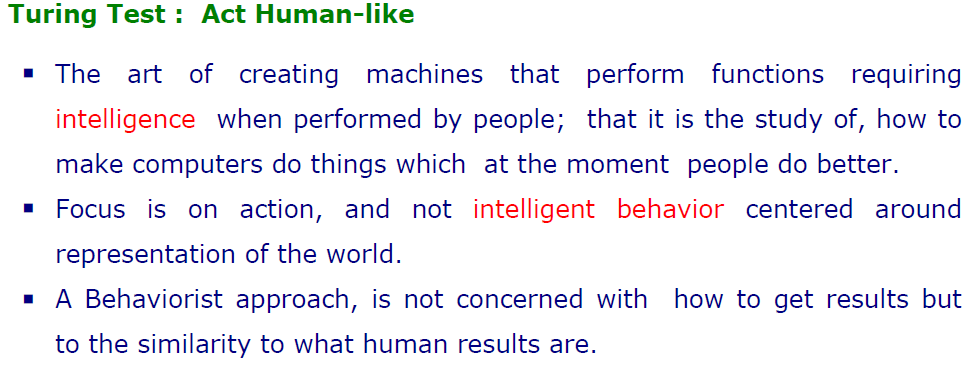 Turing Test : Act Human-like
▪ The art of creating machines that perform functions requiring
intelligence when performed by people; that it is the study of, how to
make computers do things which at the moment people do better.
▪ Focus is on action, and not intelligent behavior centered around
representation of the world.
▪ A Behaviorist approach, is not concerned with how to get results but
to the similarity to what human results are.